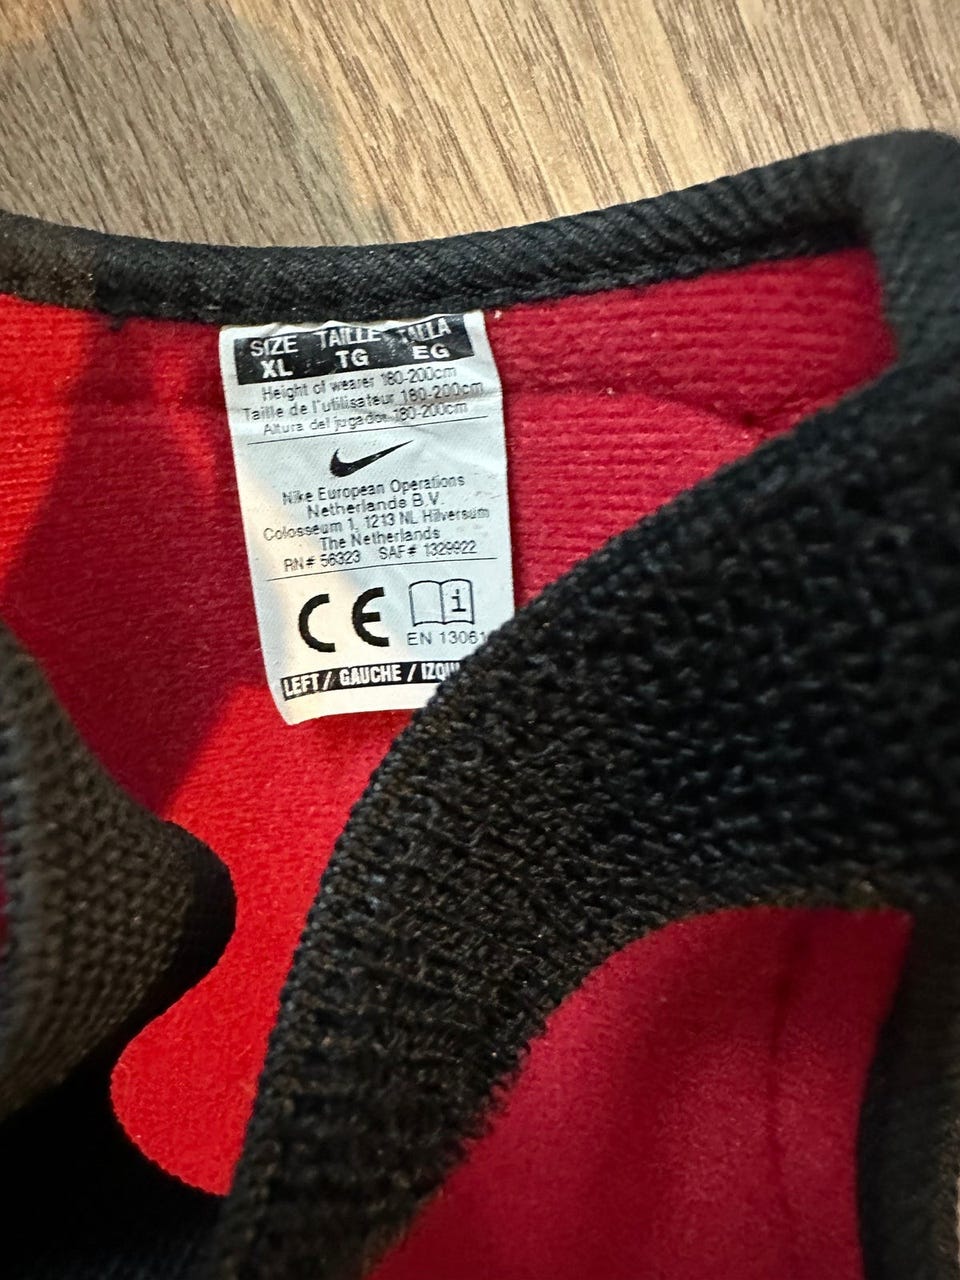 SIZE TAILLE TALLA
XL TG EG
Height of wearer 180-200cm
Taille de l'utilisateur 180-200cm
Altura del jugador 180-200cm
Nike European Operations
Netherlands B.V.
Colosseum 1, 1213 NL Hilversum
The Netherlands
RN# 56323 SAF# 1329922
CE i
EN 13061
LEFT / GAUCHE /